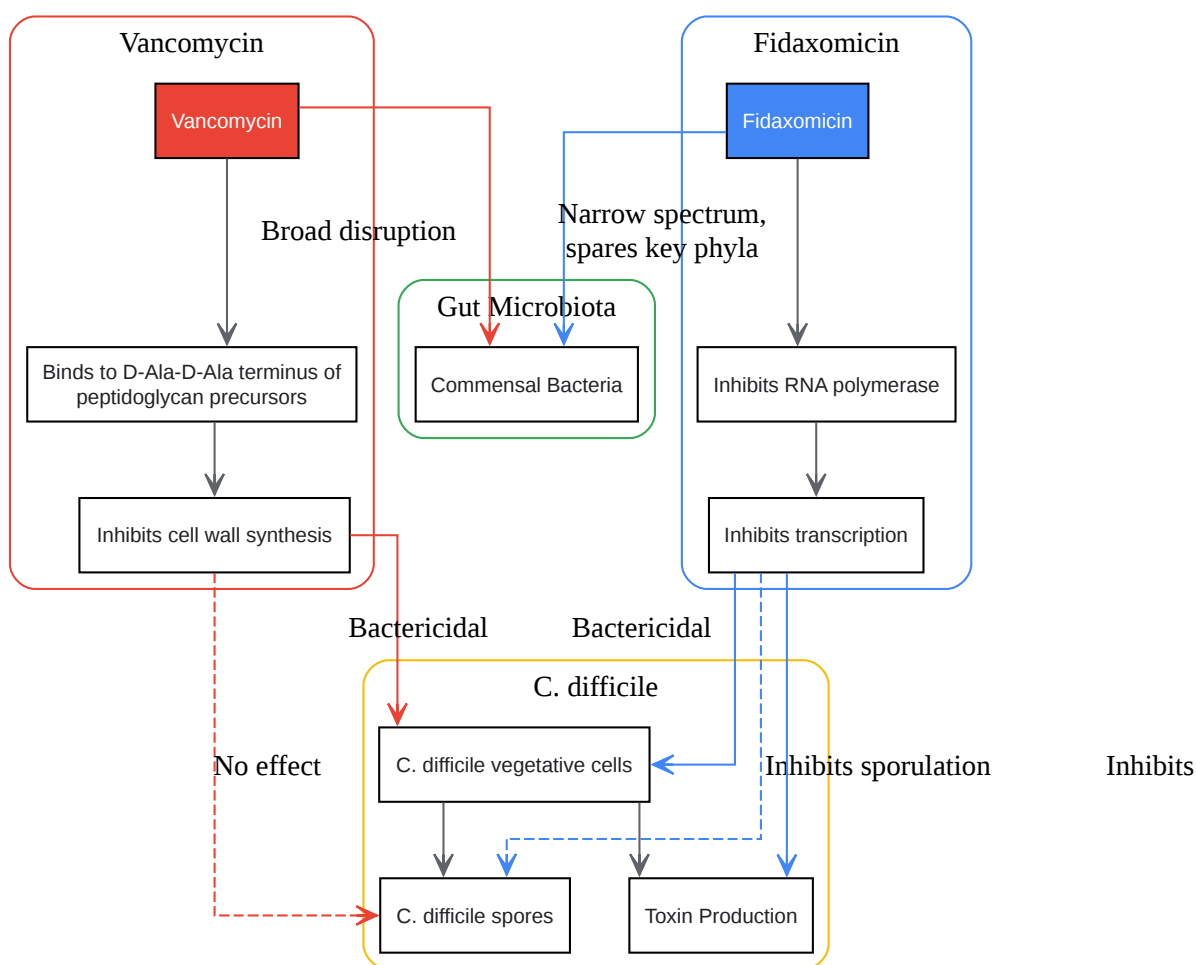 Vancomycin
Fidaxomicin
Vancomycin
Fidaxomicin
Broad disruption
Narrow spectrum,
spares key phyla
Gut Microbiota
Binds to D-Ala-D-Ala terminus of
peptidoglycan precursors
Commensal Bacteria
Inhibits RNA polymerase
Inhibits cell wall synthesis
Inhibits transcription
Bactericidal
Bactericidal
C. difficile
No effect
C. difficile vegetative cells
Inhibits sporulation
Inhibits
C. difficile spores
Toxin Production